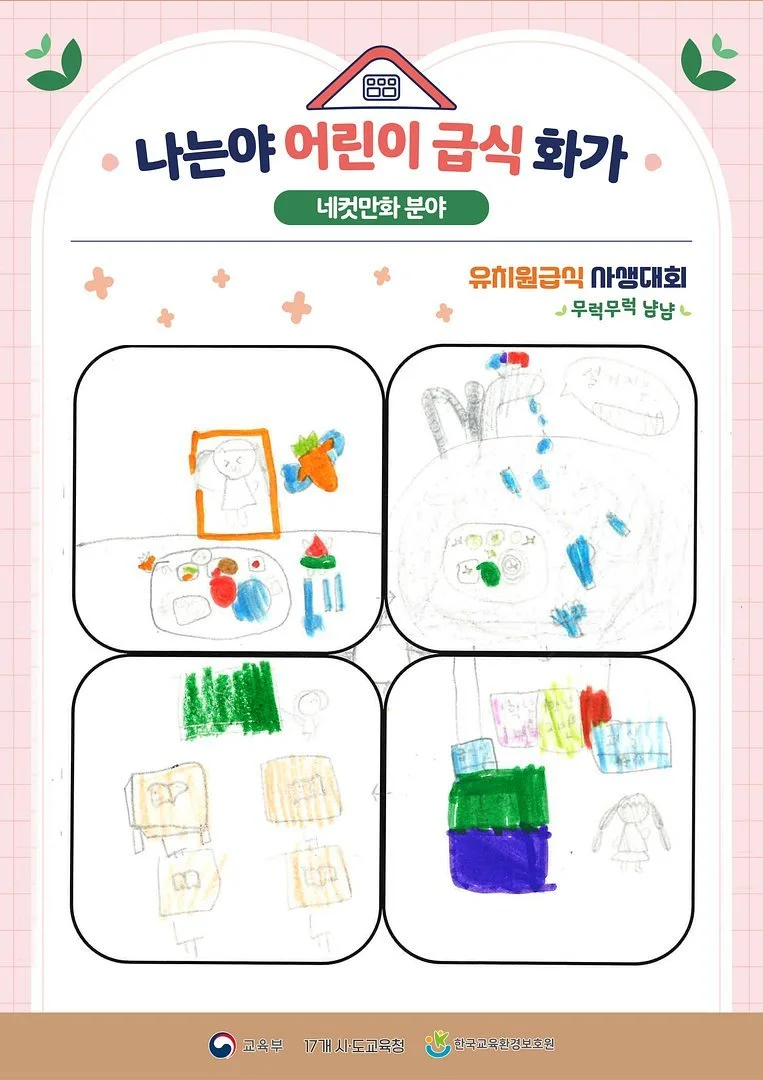 나는야 어린이 급식 화가
네컷만화 분야
유치원급식 사생대회
무럭무럭 냠냠
교육부 17개 시·도교육청 한국교육환경보호원